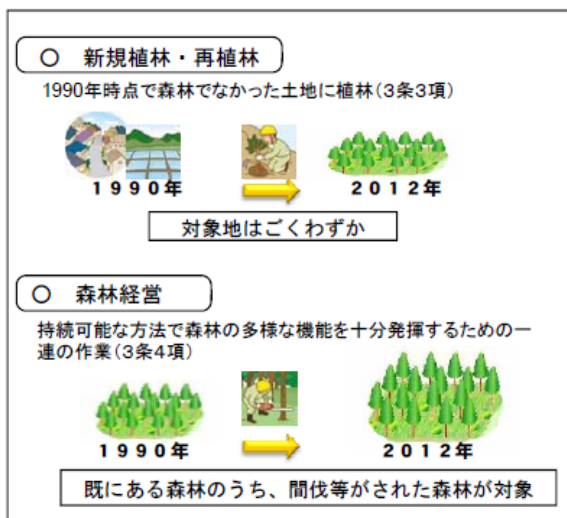 ○ 新規植林・再植林
1990年時点で森林でなかった土地に植林(3条3項)
1990年 2012年
対象地はごくわずか
○ 森林経営
持続可能な方法で森林の多様な機能を十分発揮するための一
連の作業(3条4項)
1990年 2012年
既にある森林のうち、間伐等がされた森林が対象